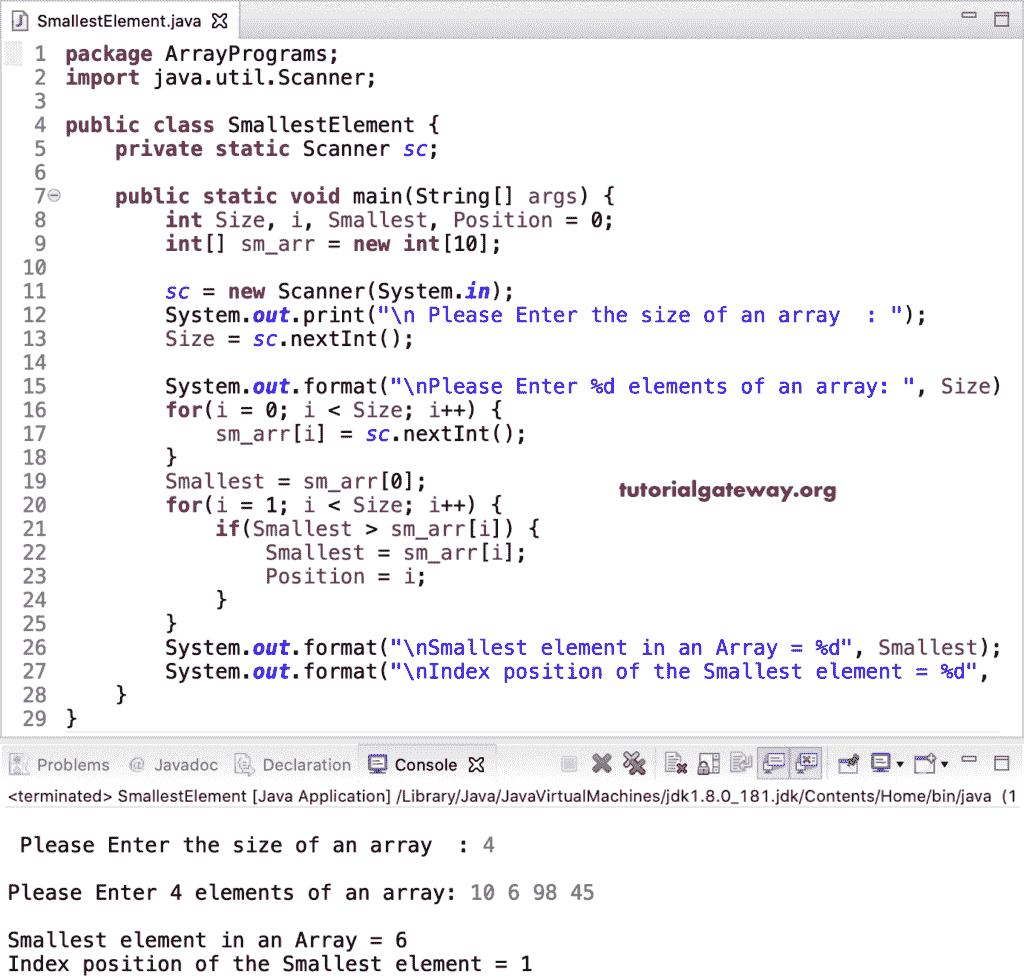 SmallestElement.java
1 package ArrayPrograms;
2 import java.util.Scanner;
3
4 public class SmallestElement {
5     private static Scanner sc;
6
7     public static void main(String[] args) {
8         int Size, i, Smallest, Position = 0;
9         int[] sm_arr = new int[10];
10
11         sc = new Scanner(System.in);
12         System.out.print("\n Please Enter the size of an array  : ");
13         Size = sc.nextInt();
14
15         System.out.format("\nPlease Enter %d elements of an array: ", Size)
16         for(i = 0; i < Size; i++) {
17             sm_arr[i] = sc.nextInt();
18         }
19         Smallest = sm_arr[0];
20         for(i = 1; i < Size; i++) {
21             if(Smallest > sm_arr[i]) {
22                 Smallest = sm_arr[i];
23                 Position = i;
24             }
25         }
26         System.out.format("\nSmallest element in an Array = %d", Smallest);
27         System.out.format("\nIndex position of the Smallest element = %d",
28     }
29 }
tutorialgateway.org
Problems @ Javadoc Declaration Console
<terminated> SmallestElement [Java Application] /Library/Java/JavaVirtualMachines/jdk1.8.0_181.jdk/Contents/Home/bin/java (1
Please Enter the size of an array  : 4
Please Enter 4 elements of an array: 10 6 98 45
Smallest element in an Array = 6
Index position of the Smallest element = 1